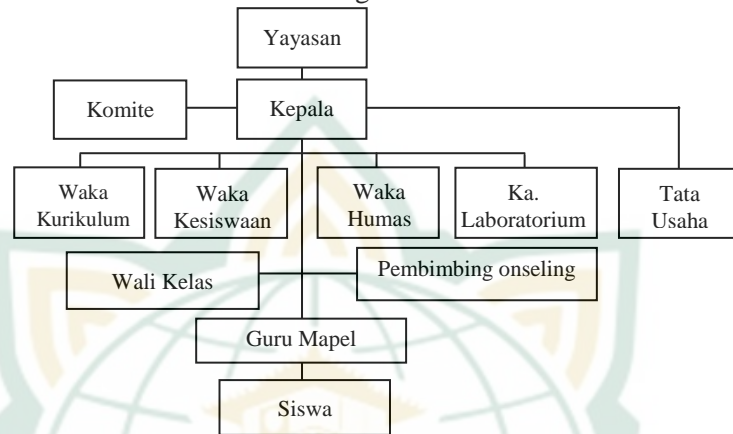 Yayasan
Komite
Kepala
Waka
Kurikulum
Waka
Kesiswaan
Waka
Humas
Ka.
Laboratorium
Tata
Usaha
Wali Kelas
Pembimbing onseling
Guru Mapel
Siswa